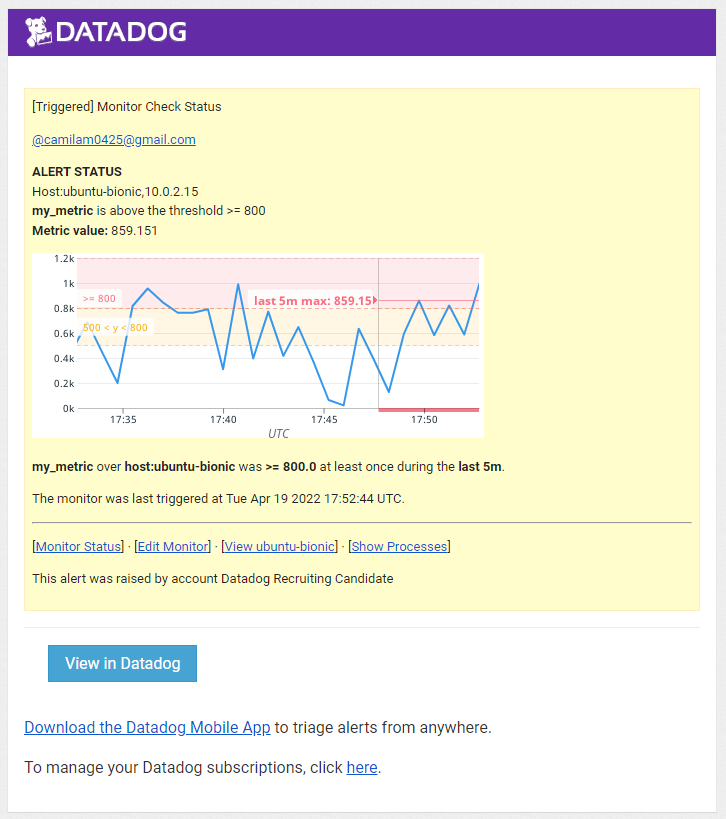 DATADOG
[Triggered] Monitor Check Status
@camilam0425@gmail.com
ALERT STATUS
Host:ubuntu-bionic,10.0.2.15
my_metric is above the threshold >= 800
Metric value: 859.151
1.2k
1k
>= 800
last 5m max: 859.15
0.8k
500 < y < 800
0.6k
0.4k
0.2k
0k
17:35 17:40 17:45 17:50
UTC
my_metric over host:ubuntu-bionic was >= 800.0 at least once during the last 5m.
The monitor was last triggered at Tue Apr 19 2022 17:52:44 UTC.
[Monitor Status] · [Edit Monitor] · [View ubuntu-bionic] · [Show Processes]
This alert was raised by account Datadog Recruiting Candidate
View in Datadog
Download the Datadog Mobile App to triage alerts from anywhere.
To manage your Datadog subscriptions, click here.